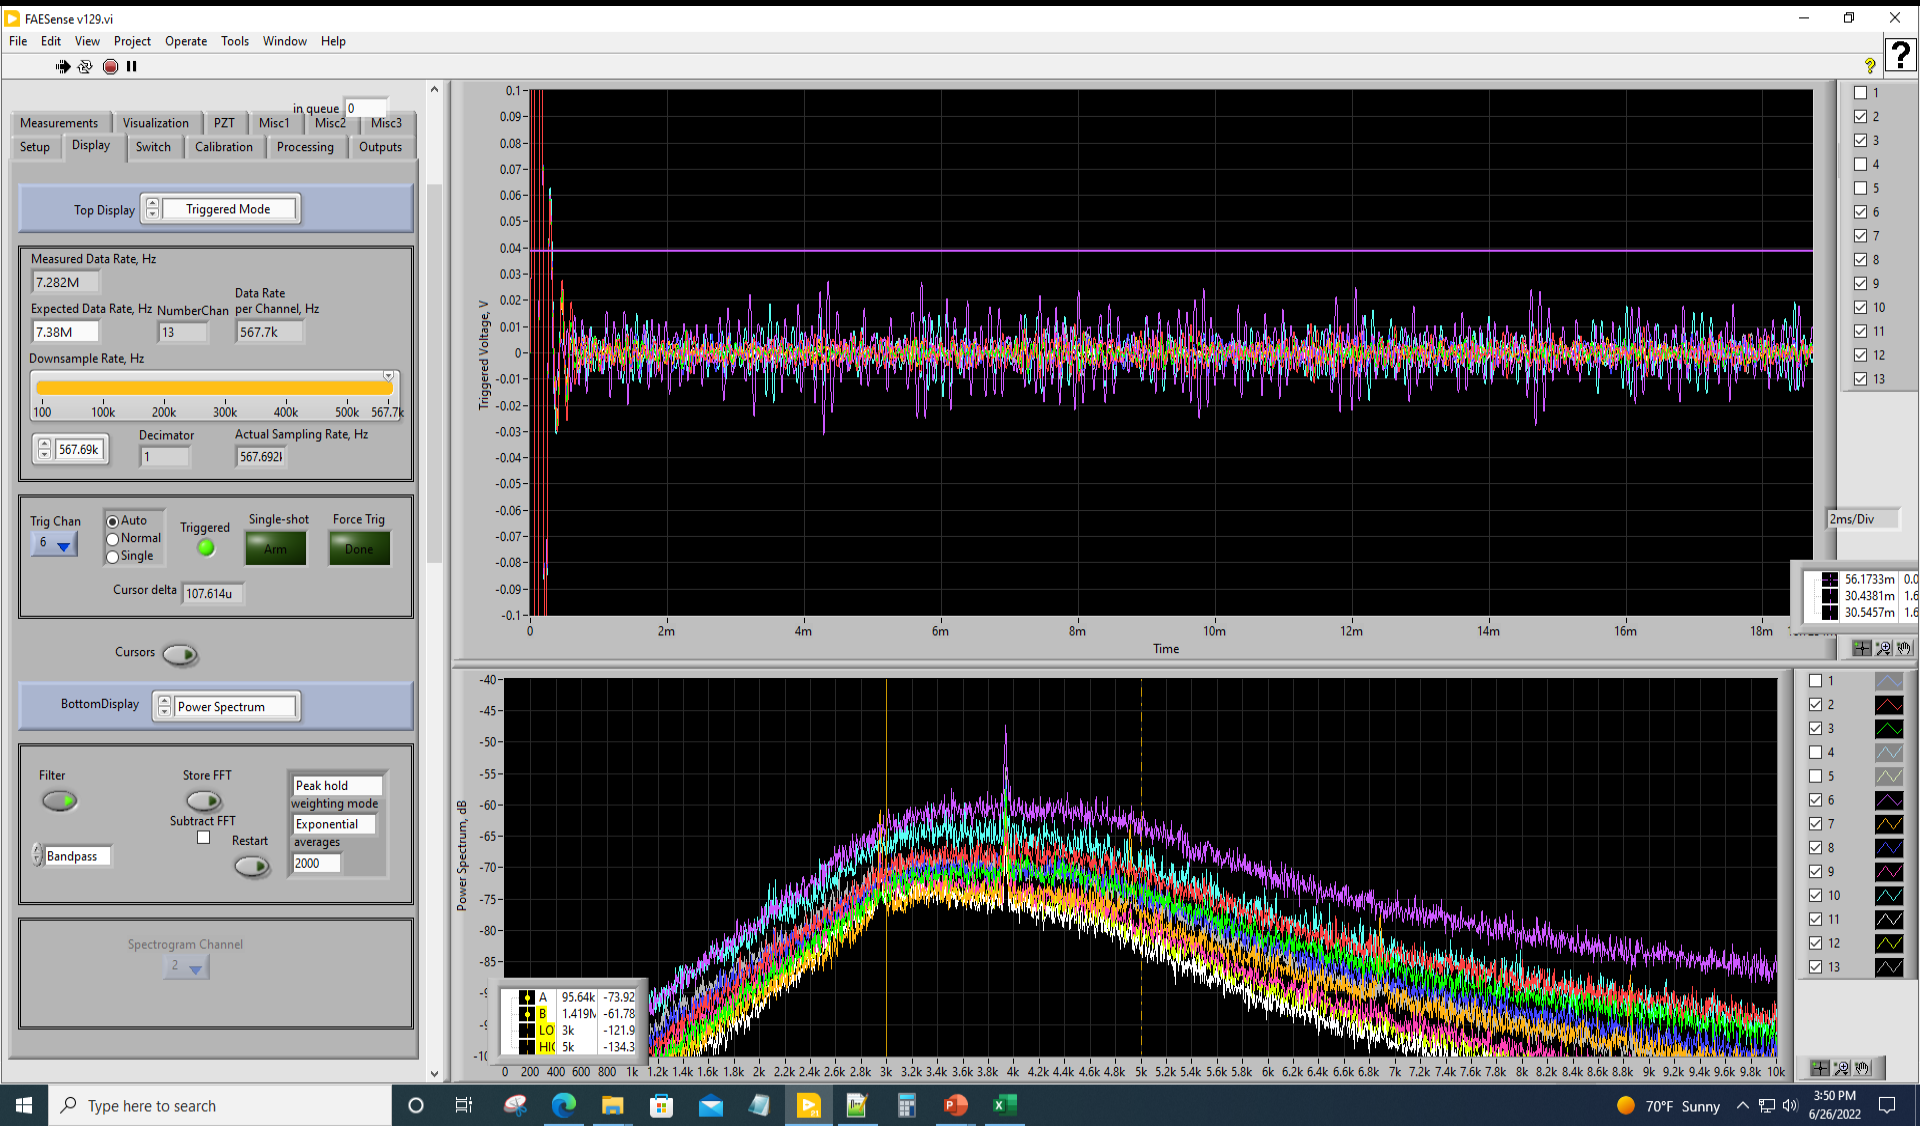 FAESense v129.vi
File Edit View Project Operate Tools Window Help
in queue 0
Measurements Visualization PZT Misc1 Misc2 Misc3
Setup Display Switch Calibration Processing Outputs
Top Display Triggered Mode
Measured Data Rate, Hz
7.282M
Expected Data Rate, Hz NumberChan Data Rate per Channel, Hz
7.38M 13 567.7k
Downsample Rate, Hz
100 100k 200k 300k 400k 500k 567.7k
567.69k
Decimator
1
Actual Sampling Rate, Hz
567.692
Trig Chan
6
Auto
Normal
Single
Triggered
Single-shot
Arm
Force Trig
Done
Cursor delta 107.614u
Cursors
BottomDisplay Power Spectrum
Filter
Bandpass
Store FFT
Subtract FFT
Restart
Peak hold
weighting mode
Exponential
averages
2000
Spectrogram Channel
2
Triggered Voltage, V
0.1
0.09
0.08
0.07
0.06
0.05
0.04
0.03
0.02
0.01
0
-0.01
-0.02
-0.03
-0.04
-0.05
-0.06
-0.07
-0.08
-0.09
-0.1
0 2m 4m 6m 8m 10m 12m 14m 16m 18m
Time
1
2
3
4
5
6
7
8
9
10
11
12
13
2ms/Div
56.1733m 0.0
30.4381m 1.6
30.5457m 1.6
Power Spectrum, dB
-40
-45
-50
-55
-60
-65
-70
-75
-80
-85
A 95.64k -73.92
B 1.419M -61.78
LO 3k -121.9
HI 5k -134.3
0 200 400 600 800 1k 1.2k 1.4k 1.6k 1.8k 2k 2.2k 2.4k 2.6k 2.8k 3k 3.2k 3.4k 3.6k 3.8k 4k 4.2k 4.4k 4.6k 4.8k 5k 5.2k 5.4k 5.6k 5.8k 6k 6.2k 6.4k 6.6k 6.8k 7k 7.2k 7.4k 7.6k 7.8k 8k 8.2k 8.4k 8.6k 8.8k 9k 9.2k 9.4k 9.6k 9.8k 10k
1
2
3
4
5
6
7
8
9
10
11
12
13
Type here to search
70°F Sunny
3:50 PM
6/26/2022